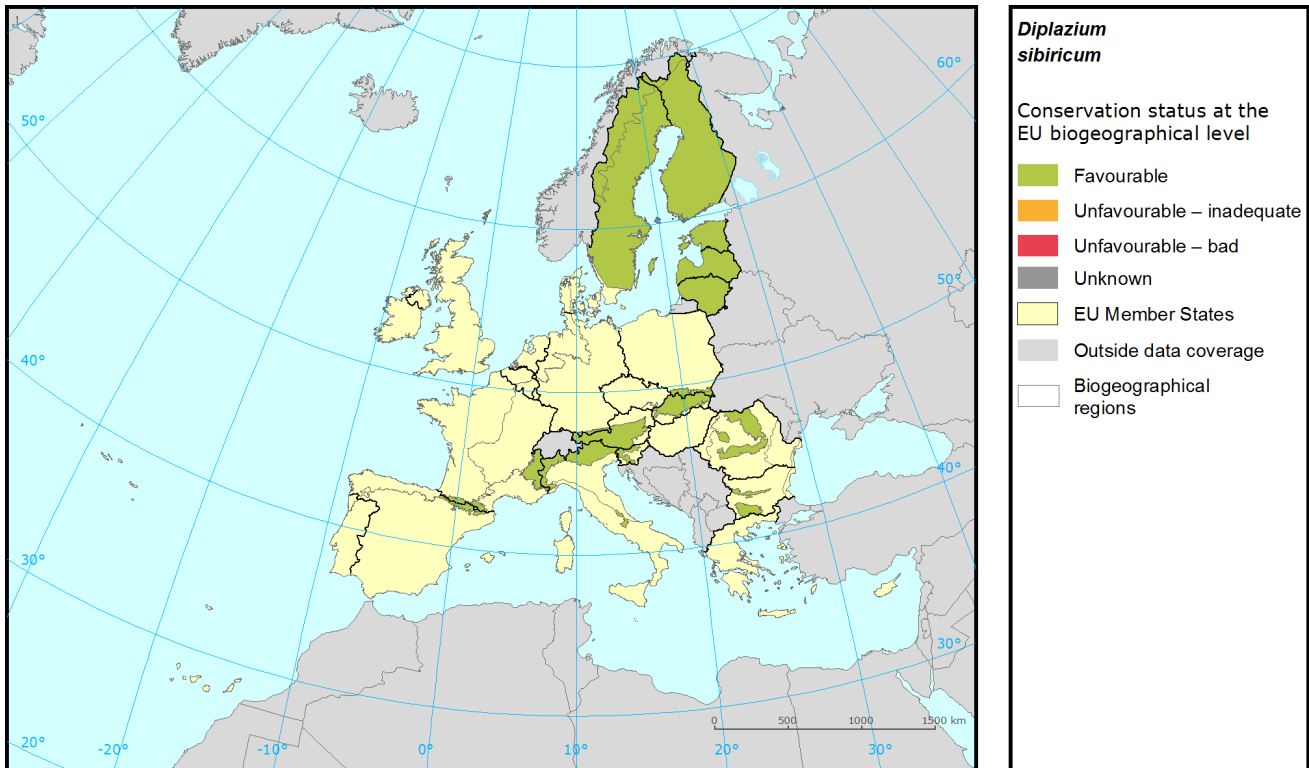 Diplazium
sibiricum
Conservation status at the
EU biogeographical level
Favourable
Unfavourable – inadequate
Unfavourable – bad
Unknown
EU Member States
Outside data coverage
Biogeographical
regions
60°
50°
50°
40°
40°
30°
30°
0 500 1000 1500 km
20° -20° -10° 0° 10° 20° 30°